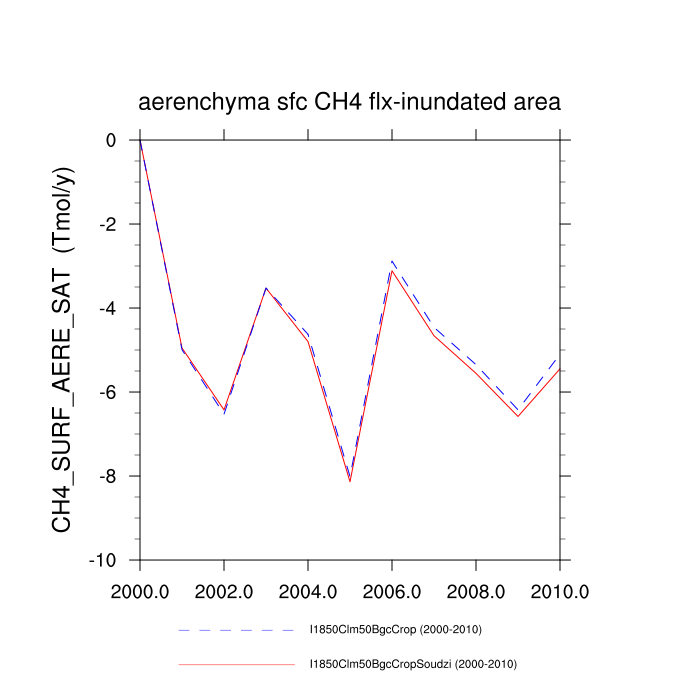 aerenchyma sfc CH4 flx-inundated area
CH4_SURF_AERE_SAT (Tmol/y)
0
-2
-4
-6
-8
-10
2000.0 2002.0 2004.0 2006.0 2008.0 2010.0
I1850Clm50BgcCrop (2000-2010)
I1850Clm50BgcCropSoudzi (2000-2010)